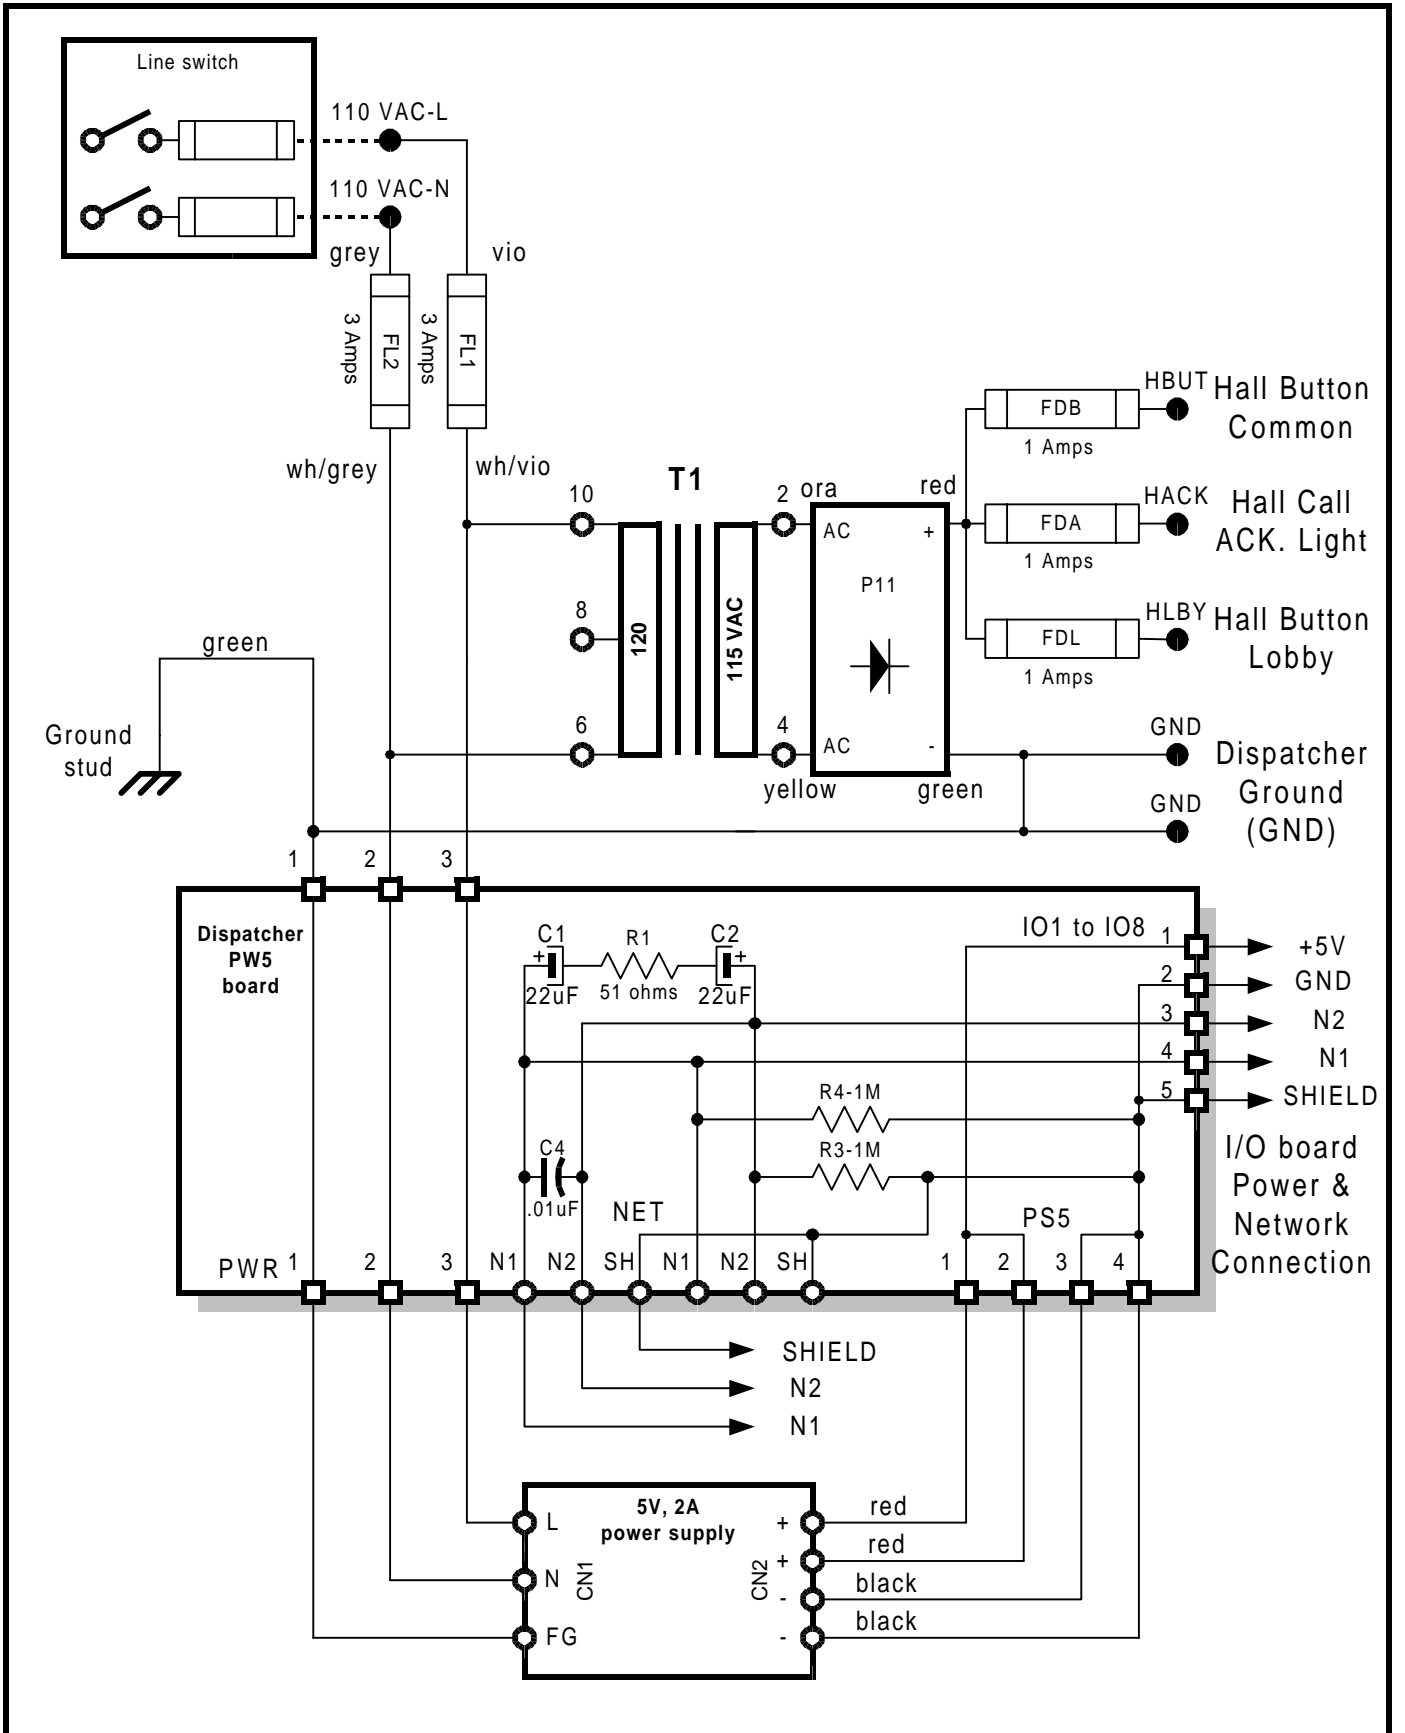 Line switch
110 VAC-L
110 VAC-N
grey
vio
3 Amps
FL2
3 Amps
FL1
wh/grey
wh/vio
T1
10
8
6
120
115 VAC
2
ora
red
4
yellow
green
AC
+
P11
AC
-
FDB
1 Amps
HBUT
Hall Button
Common
FDA
1 Amps
HACK
Hall Call
ACK. Light
FDL
1 Amps
HLBY
Hall Button
Lobby
GND
GND
Dispatcher
Ground
(GND)
green
Ground
stud
1
2
3
Dispatcher
PW5
board
C1
+
22uF
R1
51 ohms
C2
+
22uF
IO1 to IO8
1
+5V
2
GND
3
N2
4
N1
5
SHIELD
R4-1M
R3-1M
C4
.01uF
NET
PS5
I/O board
Power &
Network
Connection
PWR
1
2
3
N1
N2
SH
N1
N2
SH
1
2
3
4
SHIELD
N2
N1
5V, 2A
power supply
L
N
FG
CN1
CN2
+
+
-
-
red
red
black
black